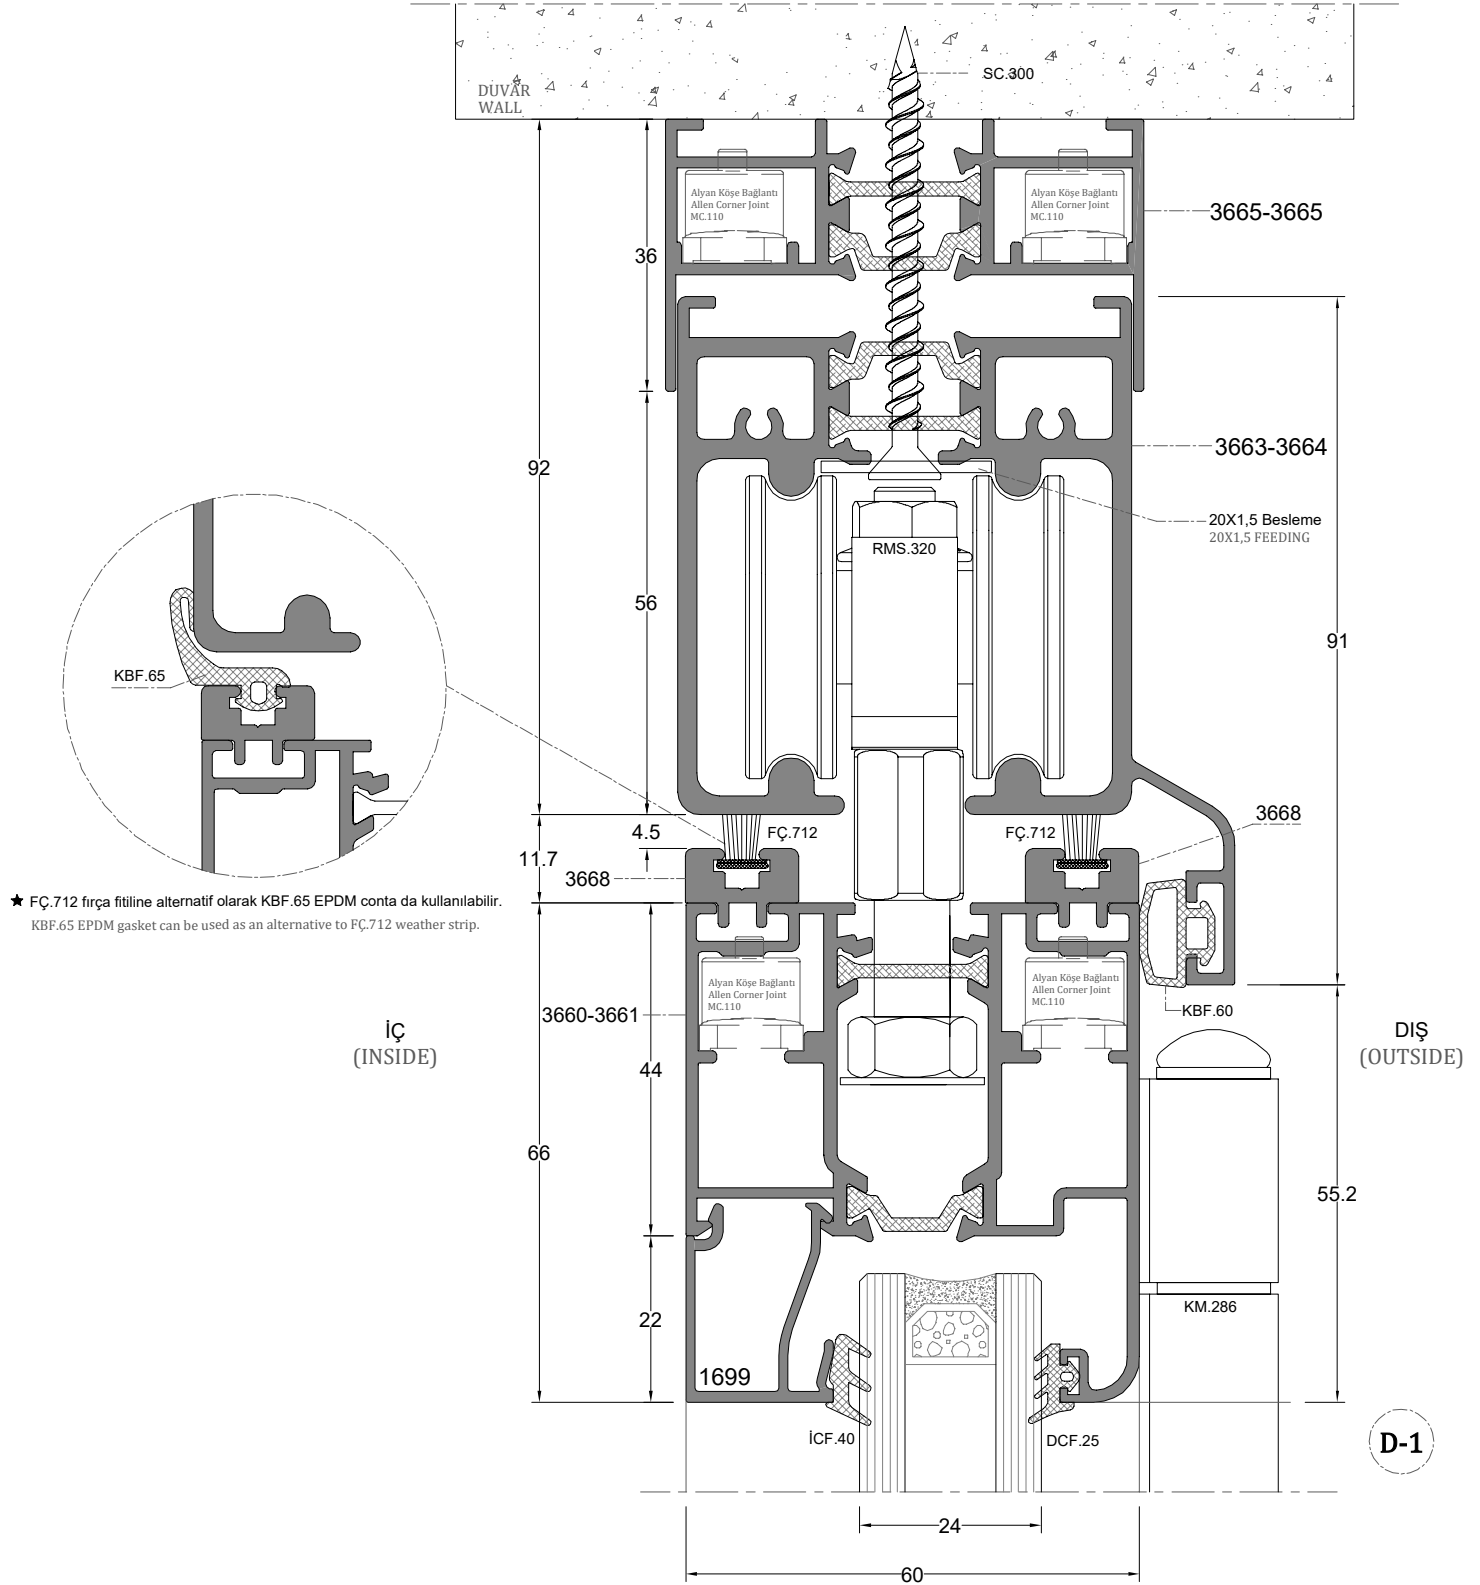 SC.300
DUVAR
WALL
Alyan Köşe Bağlantı
Allen Corner Joint
MC.110
Alyan Köşe Bağlantı
Allen Corner Joint
MC.110
3665-3665
36
3663-3664
92
20X1,5 Besleme
20X1,5 FEEDING
RMS.320
56
91
KBF.65
4.5
FÇ.712
FÇ.712
3668
11.7
3668
★ FÇ.712 fırça fitiline alternatif olarak KBF.65 EPDM conta da kullanılabilir.
KBF.65 EPDM gasket can be used as an alternative to FÇ.712 weather strip.
Alyan Köşe Bağlantı
Allen Corner Joint
MC.110
Alyan Köşe Bağlantı
Allen Corner Joint
MC.110
3660-3661
KBF.60
İÇ
(INSIDE)
DIŞ
(OUTSIDE)
44
66
55.2
22
KM.286
1699
İCF.40
DCF.25
D-1
24
60